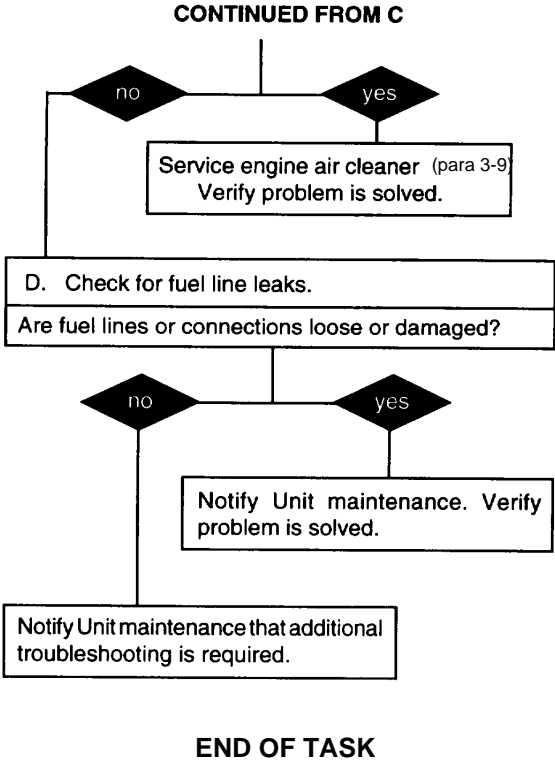 CONTINUED FROM C
no
yes
Service engine air cleaner (para 3-9)
Verify problem is solved.
D. Check for fuel line leaks.
Are fuel lines or connections loose or damaged?
no
yes
Notify Unit maintenance. Verify
problem is solved.
Notify Unit maintenance that additional
troubleshooting is required.
END OF TASK